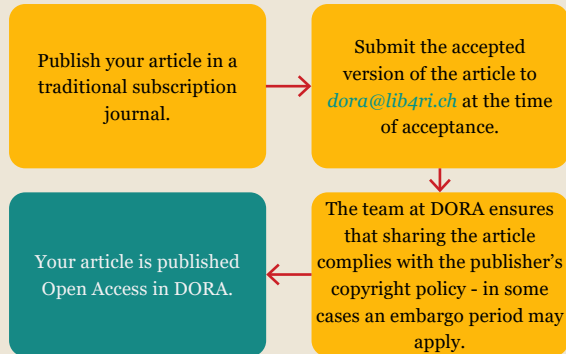 Publish your article in a
traditional subscription
journal.
Submit the accepted
version of the article to
dora@lib4ri.ch at the time
of acceptance.
The team at DORA ensures
that sharing the article
complies with the publisher’s
copyright policy - in some
cases an embargo period may
apply.
Your article is published
Open Access in DORA.